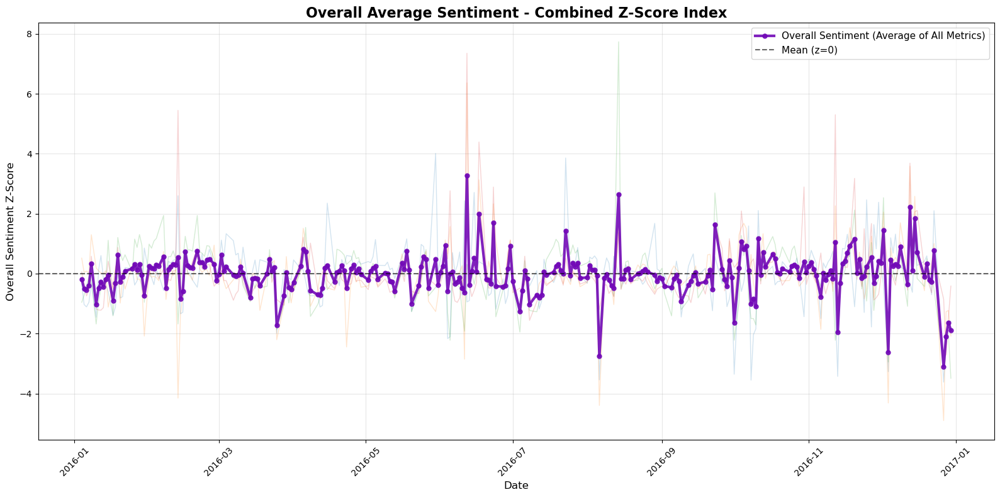 Overall Average Sentiment - Combined Z-Score Index
Overall Sentiment (Average of All Metrics)
Mean (z=0)
Overall Sentiment Z-Score
8
6
4
2
0
−2
−4
2016-01
2016-03
2016-05
2016-07
2016-09
2016-11
2017-01
Date